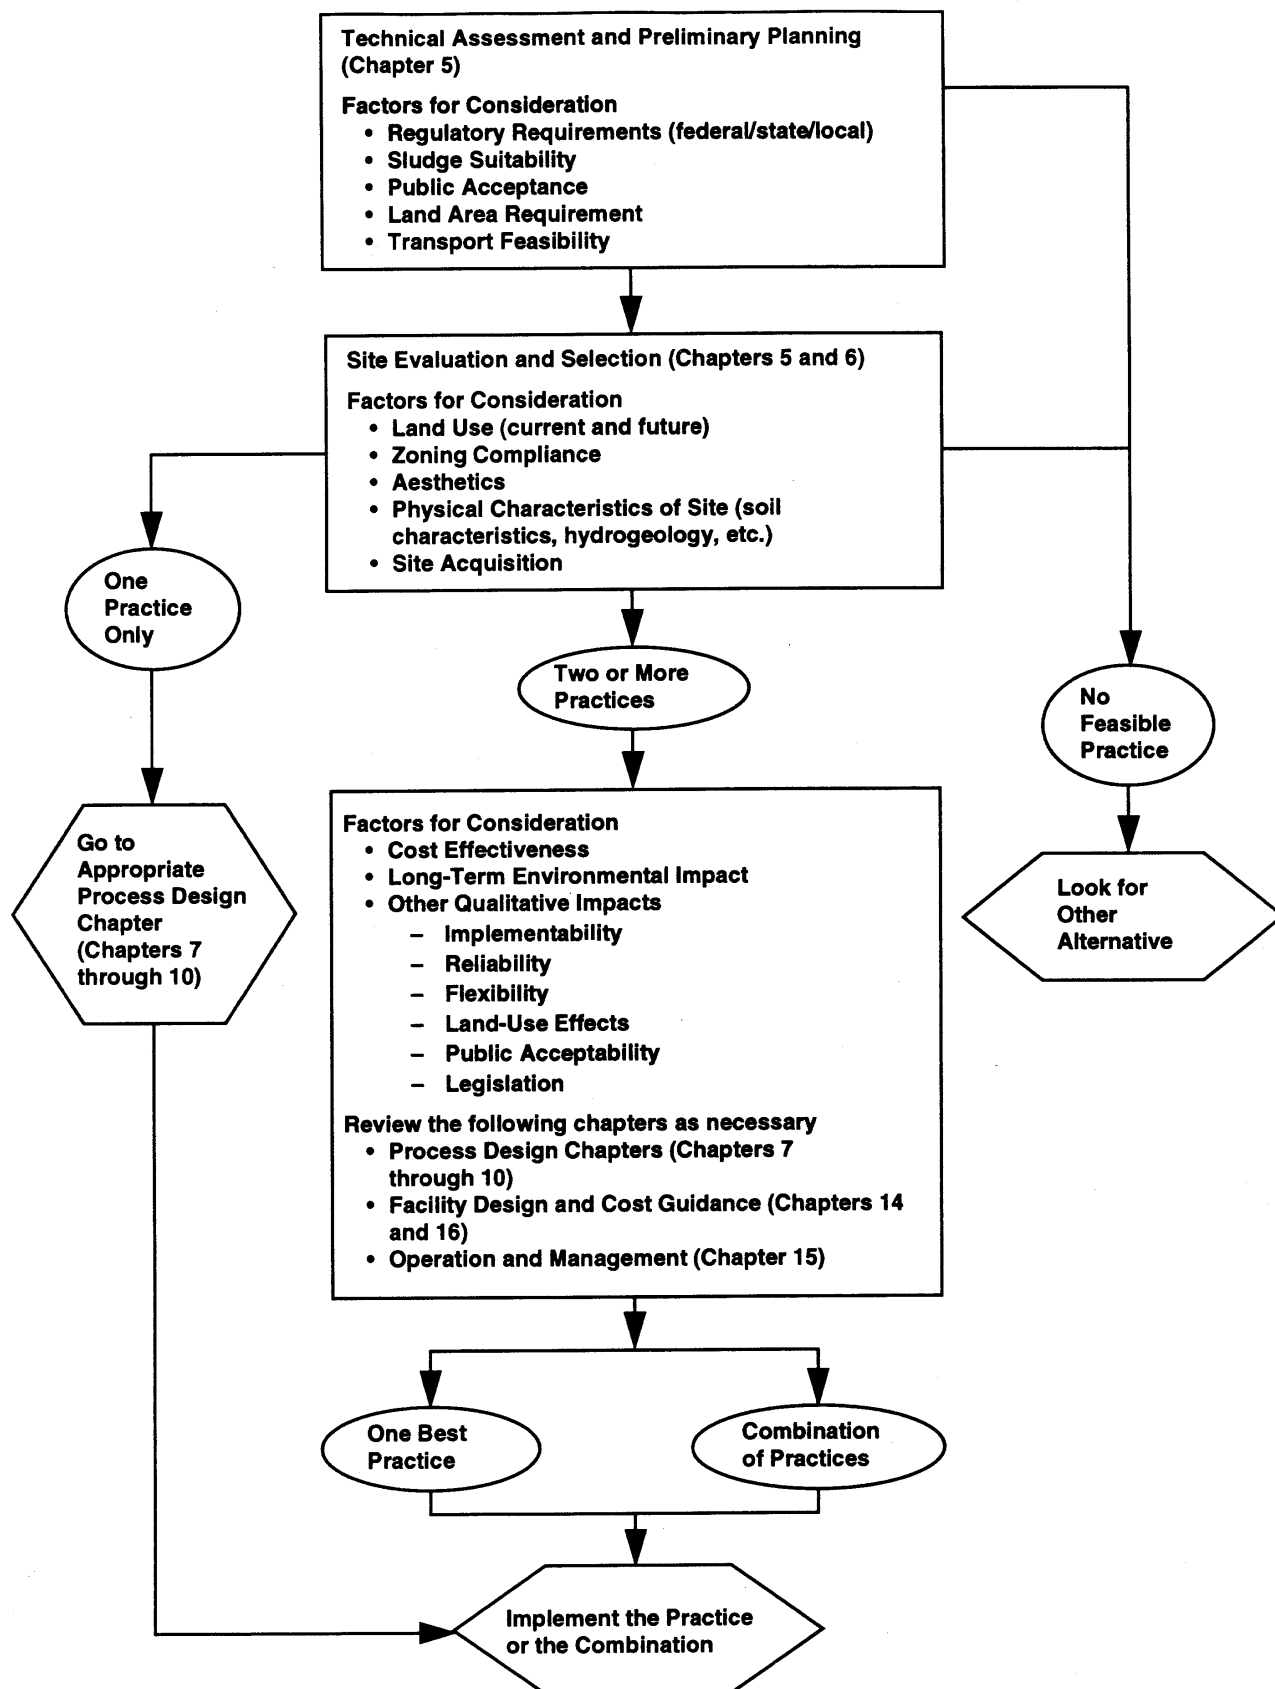 Technical Assessment and Preliminary Planning
(Chapter 5)
Factors for Consideration
• Regulatory Requirements (federal/state/local)
• Sludge Suitability
• Public Acceptance
• Land Area Requirement
• Transport Feasibility
Site Evaluation and Selection (Chapters 5 and 6)
Factors for Consideration
• Land Use (current and future)
• Zoning Compliance
• Aesthetics
• Physical Characteristics of Site (soil
characteristics, hydrogeology, etc.)
• Site Acquisition
One
Practice
Only
Two or More
Practices
No
Feasible
Practice
Go to
Appropriate
Process Design
Chapter
(Chapters 7
through 10)
Factors for Consideration
• Cost Effectiveness
• Long-Term Environmental Impact
• Other Qualitative Impacts
– Implementability
– Reliability
– Flexibility
– Land-Use Effects
– Public Acceptability
– Legislation
Review the following chapters as necessary
• Process Design Chapters (Chapters 7
through 10)
• Facility Design and Cost Guidance (Chapters 14
and 16)
• Operation and Management (Chapter 15)
Look for
Other
Alternative
One Best
Practice
Combination
of Practices
Implement the Practice
or the Combination